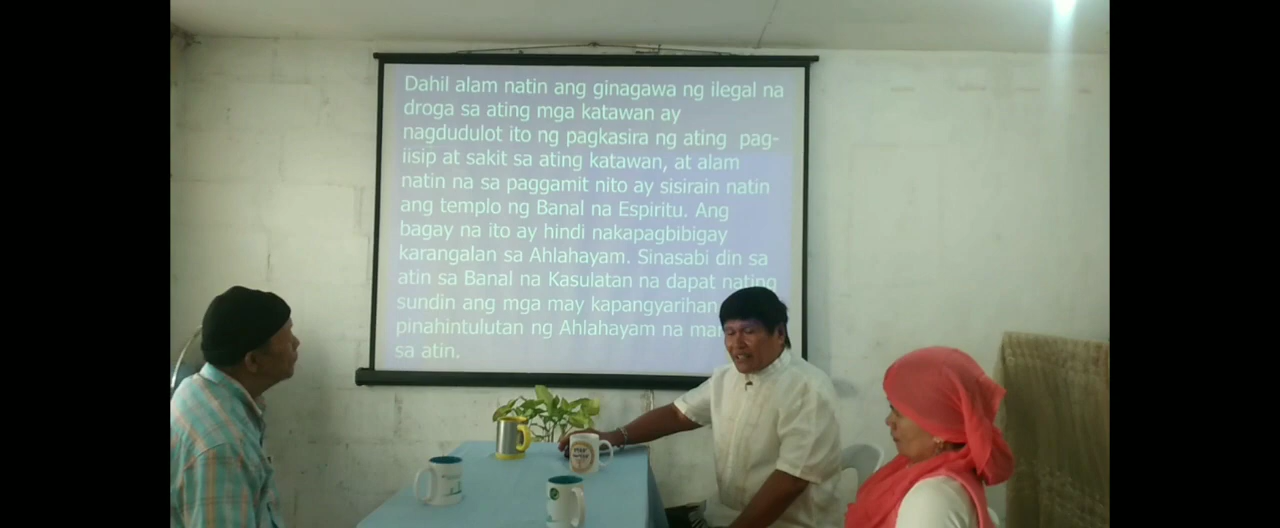 Dahil alam natin ang ginagawa ng ilegal na
droga sa ating mga katawan ay
nagdudulot ito ng pagkasira ng ating pag-
iisip at sakit sa ating katawan, at alam
natin na sa paggamit nito ay sisirain natin
ang templo ng Banal na Espiritu. Ang
bagay na ito ay hindi nakapagbibigay
karangalan sa Ahlahayam. Sinasabi din sa
atin sa Banal na Kasulatan na dapat nating
sundin ang mga may kapangyarihan
pinahintulutan ng Ahlahayam na
sa atin.